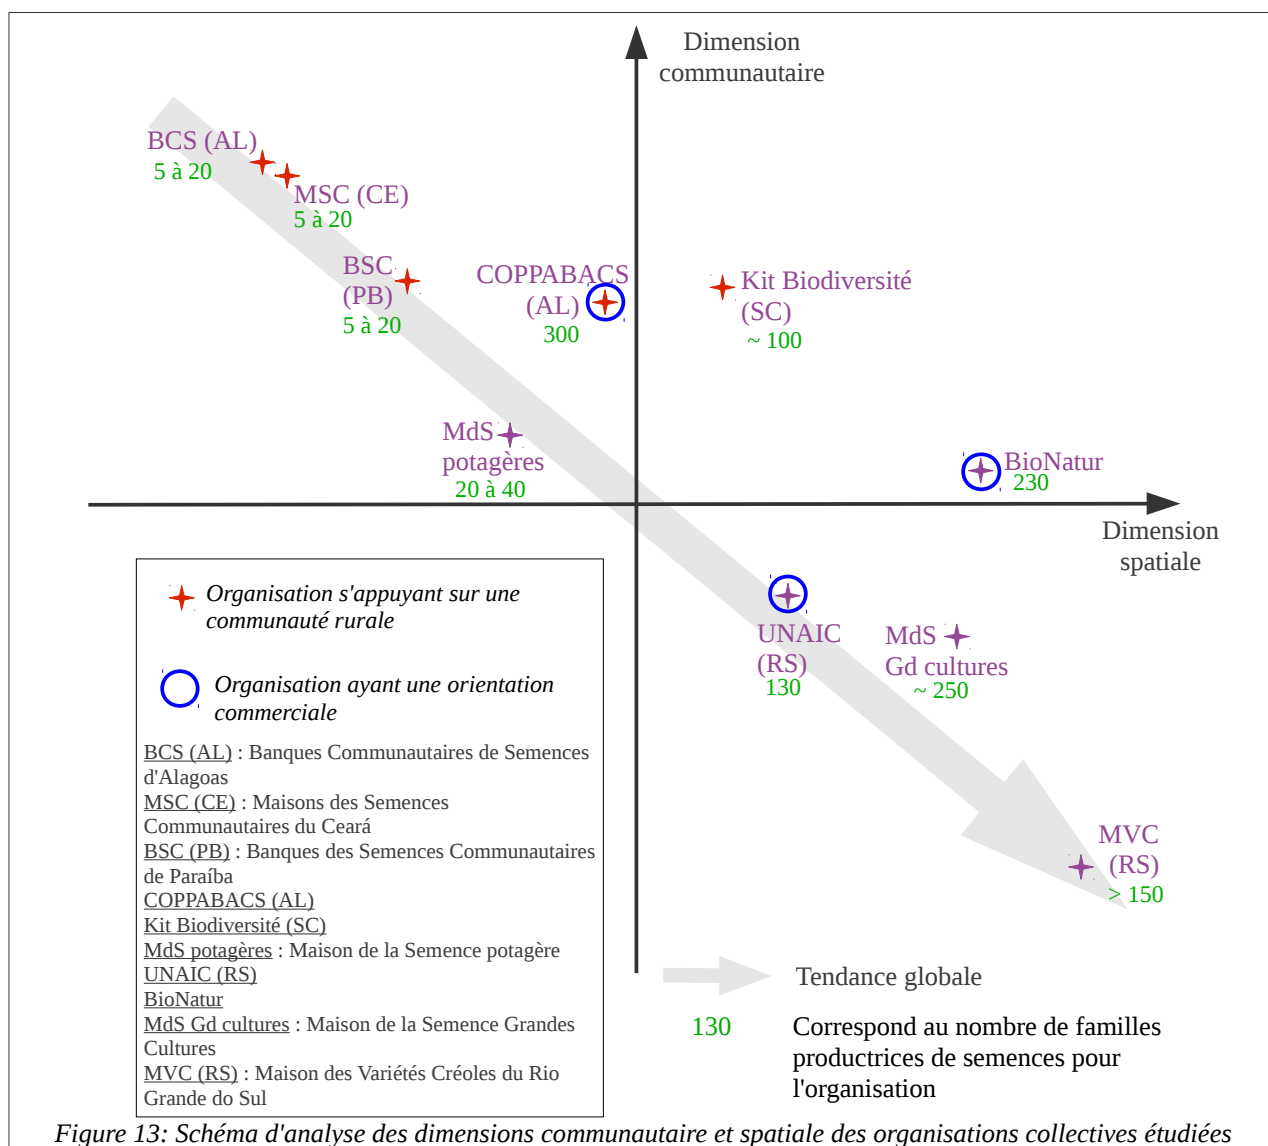 Dimension
communautaire
BCS (AL)
5 à 20
MSC (CE)
5 à 20
BSC
(PB)
5 à 20
COPPABACS
(AL)
300
Kit Biodiversité
(SC)
~ 100
MdS
potagères
20 à 40
BioNatur
230
Dimension
spatiale
UNAIC
(RS)
130
MdS
Gd cultures
~ 250
MVC
(RS)
> 150
Organisation s'appuyant sur une
communauté rurale
Organisation ayant une orientation
commerciale
BCS (AL) : Banques Communautaires de Semences
d'Alagoas
MSC (CE) : Maisons des Semences
Communautaires du Ceará
BSC (PB) : Banques des Semences Communautaires
de Paraíba
COPPABACS (AL)
Kit Biodiversité (SC)
MdS potagères : Maison de la Semence potagère
UNAIC (RS)
BioNatur
MdS Gd cultures : Maison de la Semence Grandes
Cultures
MVC (RS) : Maison des Variétés Créoles du Rio
Grande do Sul
Tendance globale
130
Correspond au nombre de familles
productrices de semences pour
l'organisation
Figure 13: Schéma d'analyse des dimensions communautaire et spatiale des organisations collectives étudiées